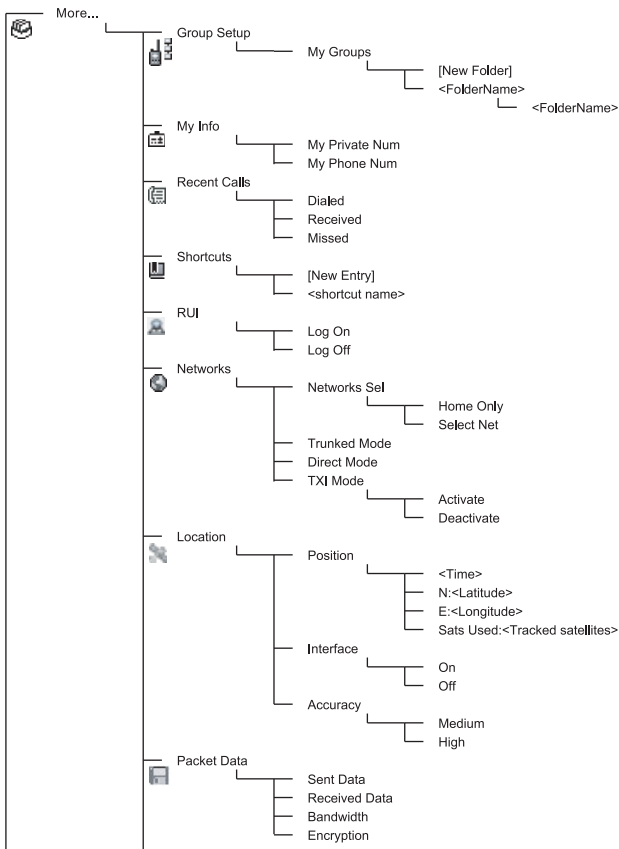 More...
Group Setup
My Groups
[New Folder]
<FolderName>
<FolderName>
My Info
My Private Num
My Phone Num
Recent Calls
Dialed
Received
Missed
Shortcuts
[New Entry]
<shortcut name>
RUI
Log On
Log Off
Networks
Networks Sel
Home Only
Select Net
Trunked Mode
Direct Mode
TXI Mode
Activate
Deactivate
Location
Position
<Time>
N:<Latitude>
E:<Longitude>
Sats Used:<Tracked satellites>
Interface
On
Off
Accuracy
Medium
High
Packet Data
Sent Data
Received Data
Bandwidth
Encryption